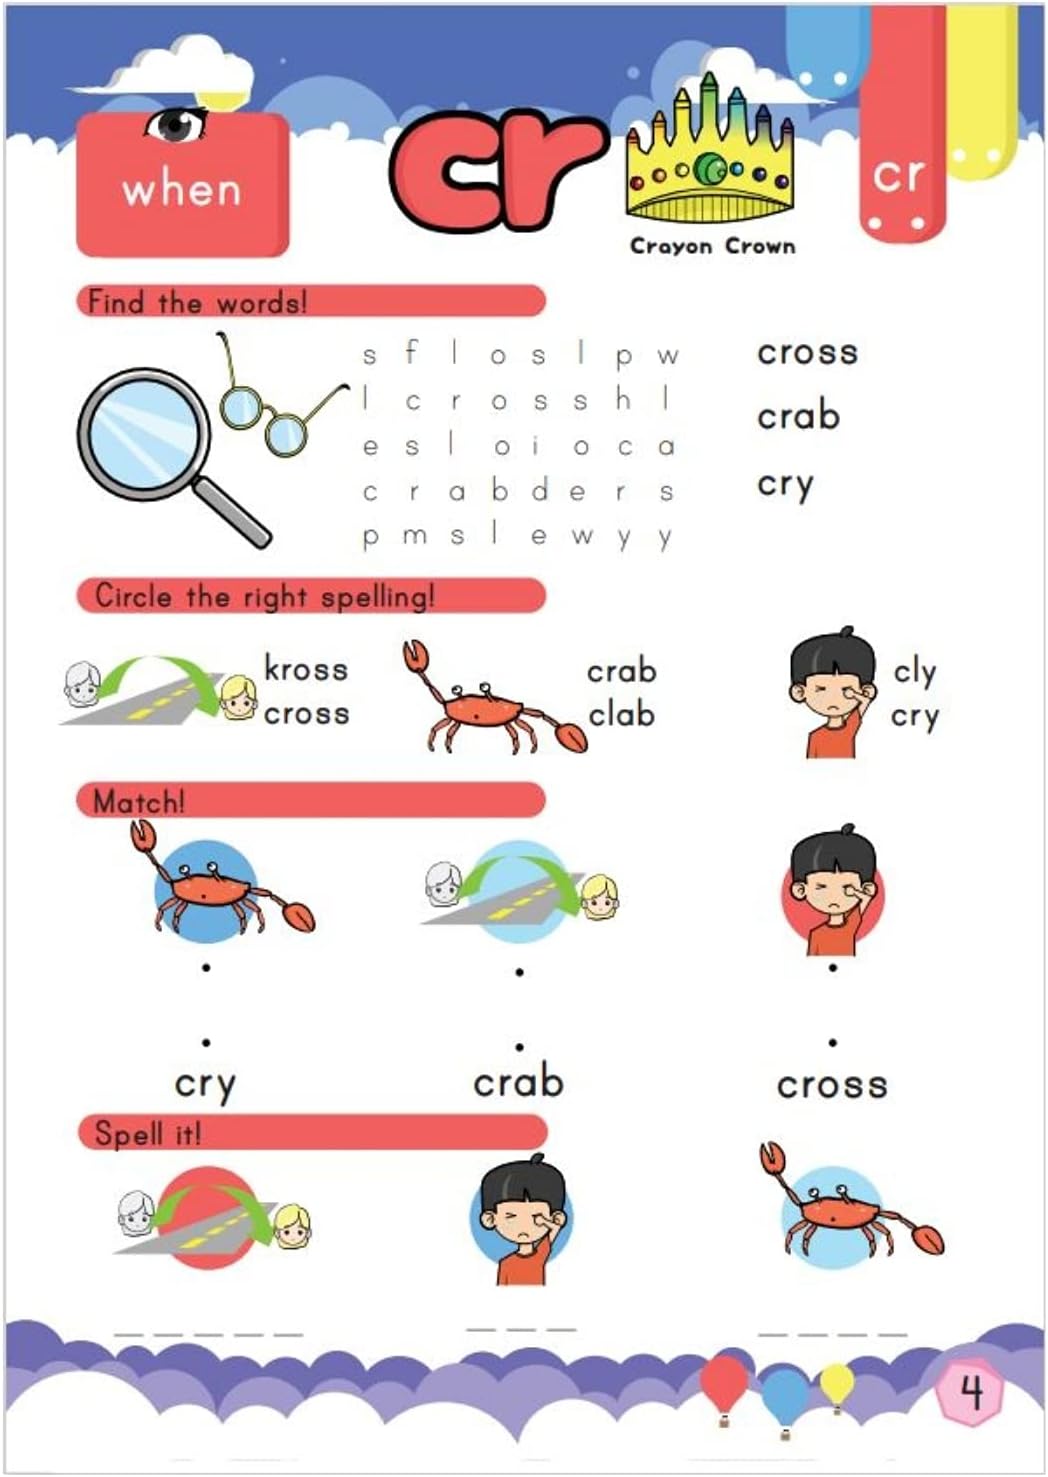 when
cr
cr
Crayon Crown
Find the words!
s f l o s l p w
l c r o s s h l
e s l o i o c a
c r a b d e r s
p m s l e w y y
cross
crab
cry
Circle the right spelling!
kross
cross
crab
clab
cly
cry
Match!
cry crab cross
Spell it!
4